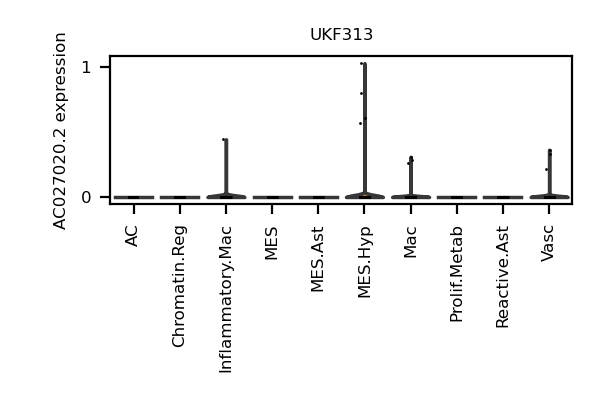 UKF313
AC027020.2 expression
1
0
AC
Chromatin.Reg
Inflammatory.Mac
MES
MES.Ast
MES.Hyp
Mac
Prolif.Metab
Reactive.Ast
Vasc